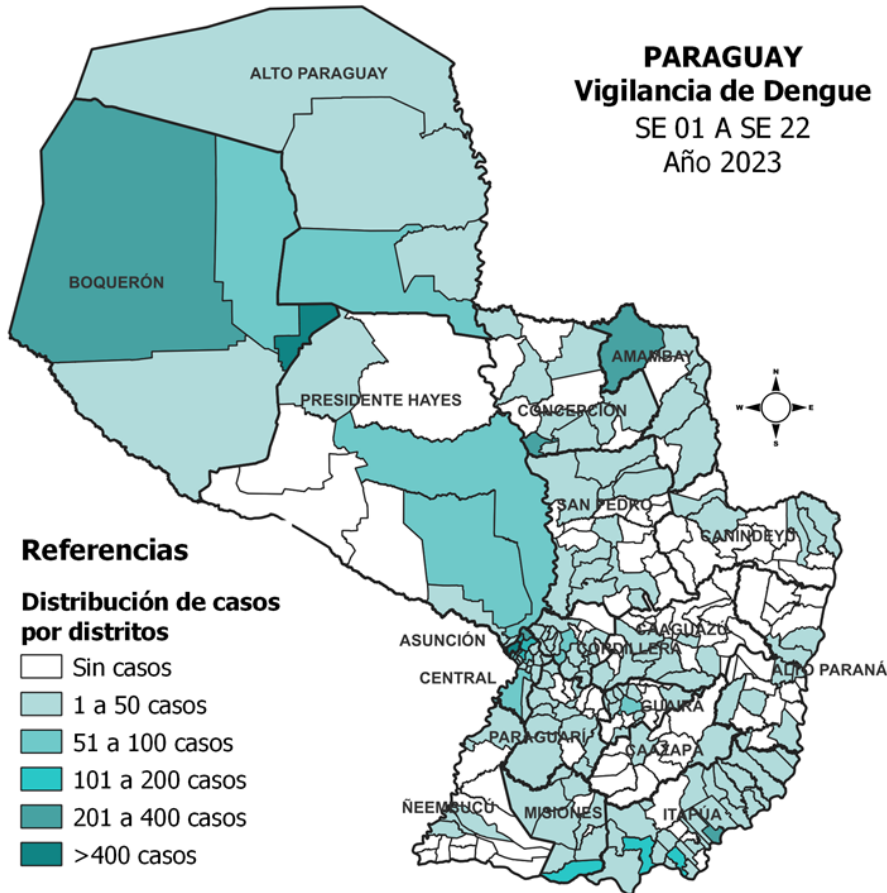 PARAGUAY
Vigilancia de Dengue
SE 01 A SE 22
Año 2023
ALTO PARAGUAY
BOQUERÓN
AMAMBAY
PRESIDENTE HAYES
CONCEPCIÓN
N
W
E
S
SAN PEDRO
CANINDEYÚ
ASUNCIÓN
CAAGUAZÚ
CORDILLERA
CENTRAL
ALTO PARANÁ
GUAIRÁ
PARAGUARÍ
CAAZAPÁ
ÑEEMBUCÚ
MISIONES
ITAPÚA
Referencias
Distribución de casos
por distritos
Sin casos
1 a 50 casos
51 a 100 casos
101 a 200 casos
201 a 400 casos
>400 casos